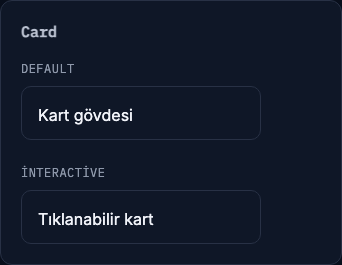 Card
DEFAULT
Kart gövdesi
İNTERACTİVE
Tıklanabilir kart